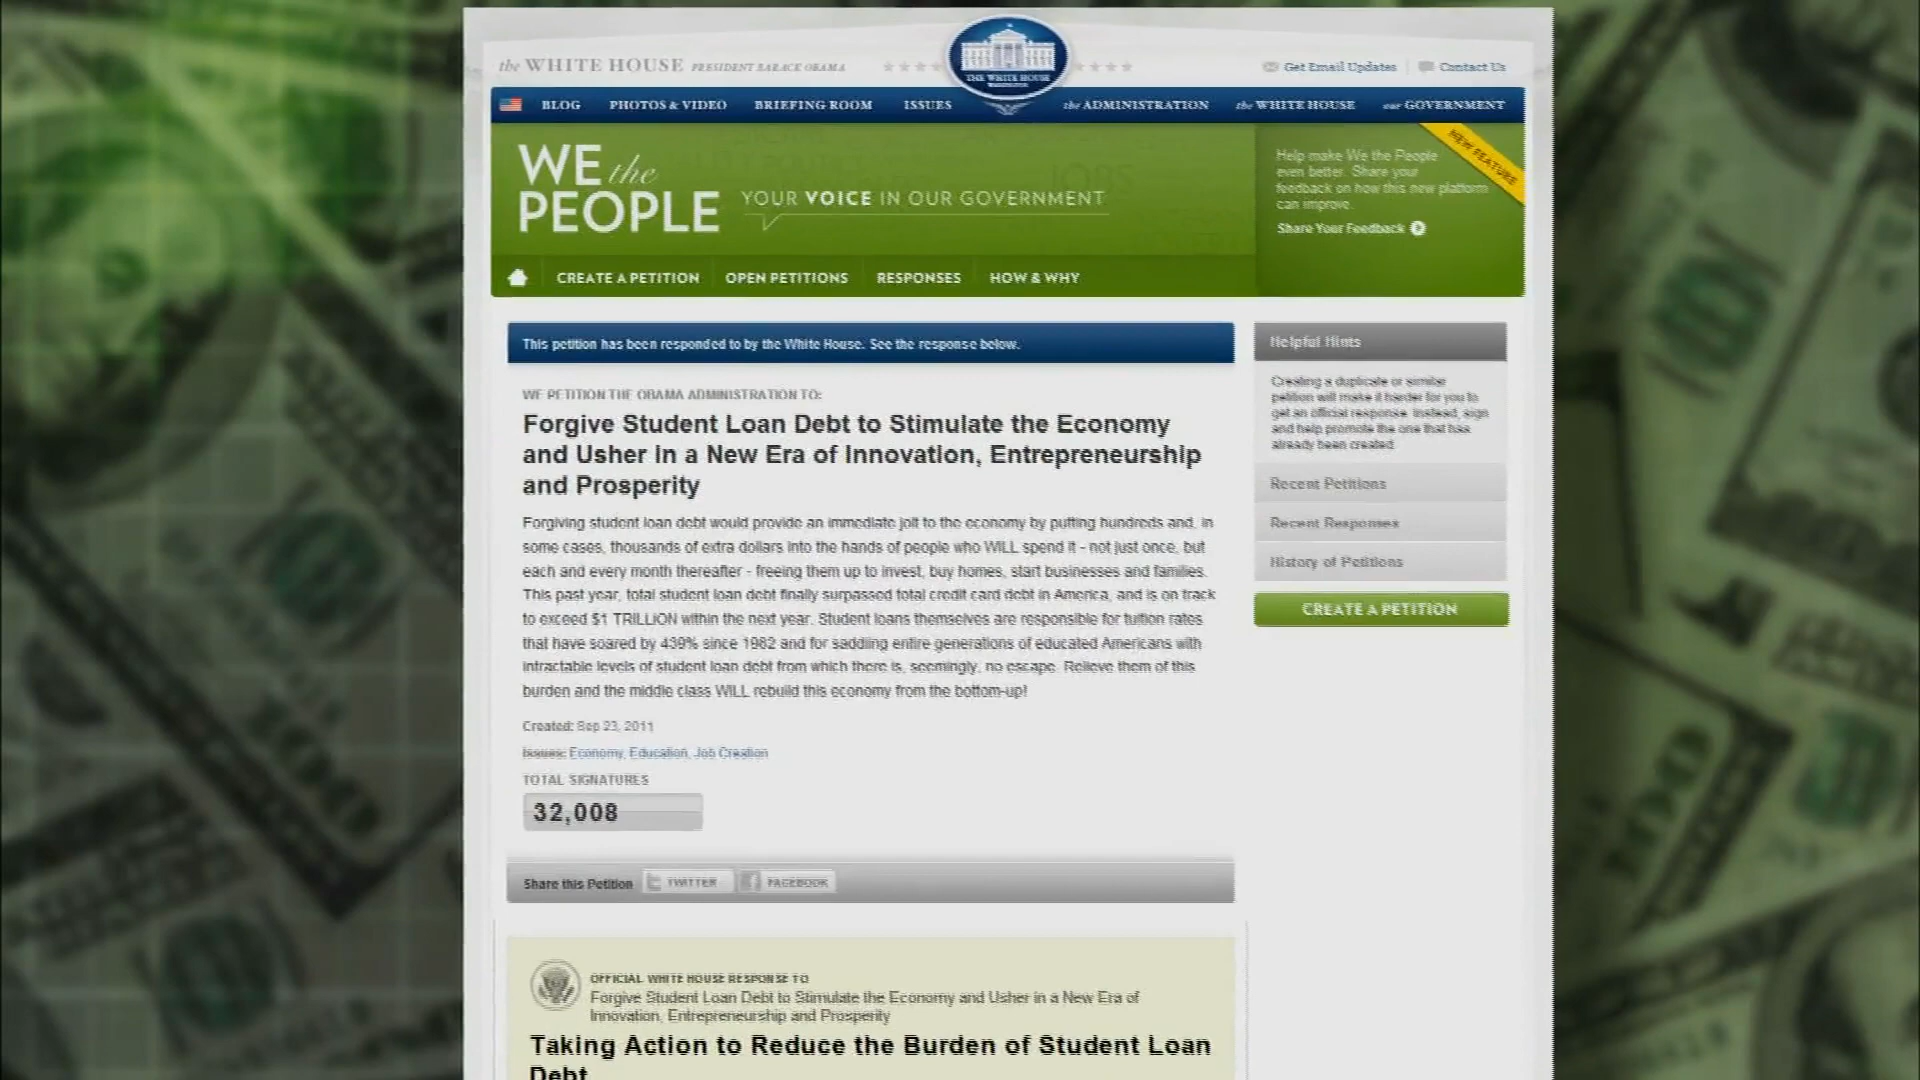 the WHITE HOUSE PRESIDENT BARACK OBAMA
THE WHITE HOUSE
WASHINGTON
Get Email Updates
Contact Us
BLOG
PHOTOS & VIDEO
BRIEFING ROOM
ISSUES
the ADMINISTRATION
the WHITE HOUSE
our GOVERNMENT
WE the
PEOPLE
YOUR VOICE IN OUR GOVERNMENT
JOBS
Help make We the People
even better. Share your
feedback on how this new platform
can improve.
Share Your Feedback
NEW FEATURE
CREATE A PETITION
OPEN PETITIONS
RESPONSES
HOW & WHY
This petition has been responded to by the White House. See the response below.
WE PETITION THE OBAMA ADMINISTRATION TO:
Forgive Student Loan Debt to Stimulate the Economy
and Usher in a New Era of Innovation, Entrepreneurship
and Prosperity
Forgiving student loan debt would provide an immediate jolt to the economy by putting hundreds and, in
some cases, thousands of extra dollars into the hands of people who WILL spend it - not just once, but
each and every month thereafter - freeing them up to invest, buy homes, start businesses and families.
This past year, total student loan debt finally surpassed total credit card debt in America, and is on track
to exceed $1 TRILLION within the next year. Student loans themselves are responsible for tuition rates
that have soared by 439% since 1982 and for saddling entire generations of educated Americans with
intractable levels of student loan debt from which there is, seemingly, no escape. Relieve them of this
burden and the middle class WILL rebuild this economy from the bottom-up!
Created: Sep 23, 2011
Issues: Economy, Education, Job Creation
TOTAL SIGNATURES
32,008
Share this Petition
TWITTER
FACEBOOK
Helpful Hints
Creating a duplicate or similar
petition will make it harder for you to
get an official response. Instead, sign
and help promote the one that has
already been created.
Recent Petitions
Recent Responses
History of Petitions
CREATE A PETITION
OFFICIAL WHITE HOUSE RESPONSE TO
Forgive Student Loan Debt to Stimulate the Economy and Usher in a New Era of
Innovation, Entrepreneurship and Prosperity
Taking Action to Reduce the Burden of Student Loan
Debt